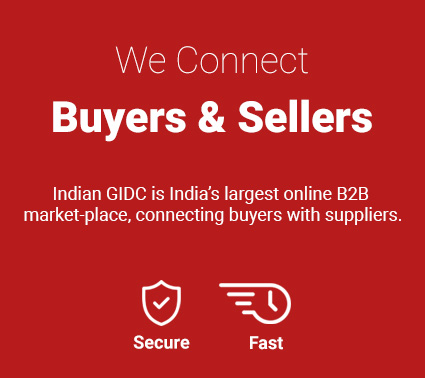 We Connect
Buyers & Sellers
Indian GIDC is India's largest online B2B
market-place, connecting buyers with suppliers.
Secure
Fast